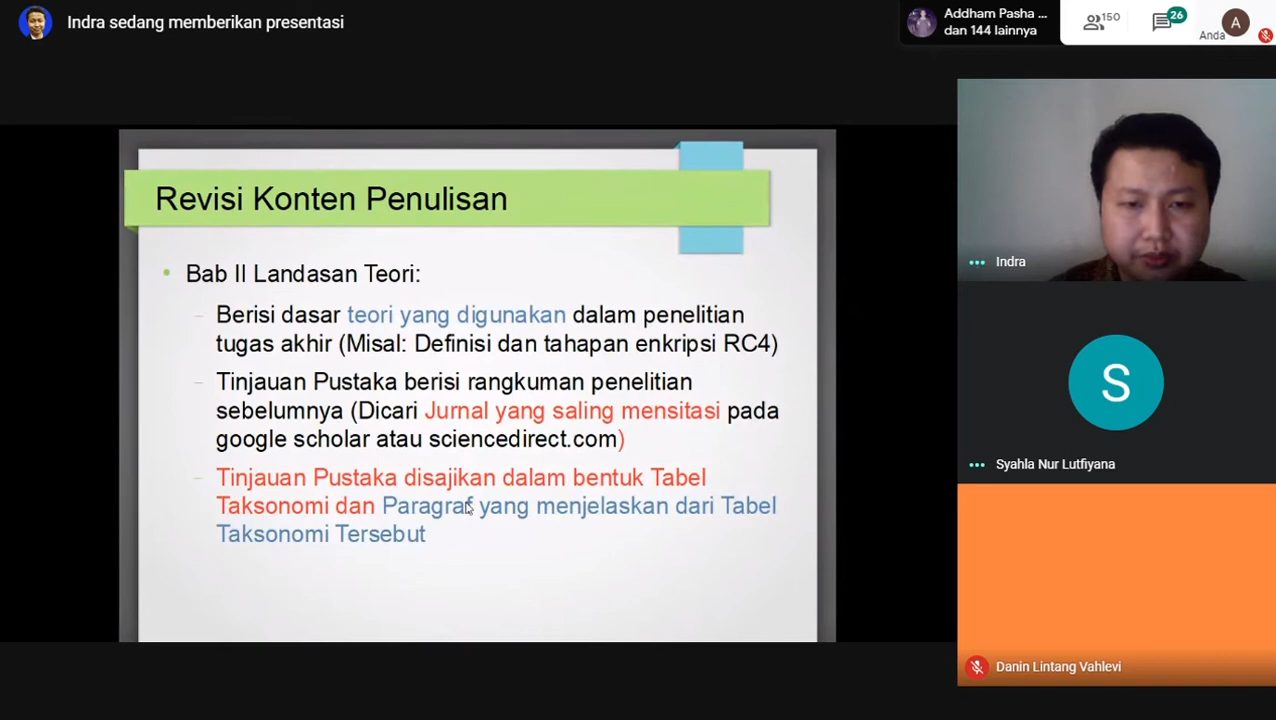 Indra sedang memberikan presentasi
Addham Pasha ...
dan 144 lainnya
150
26
Anda
A
Revisi Konten Penulisan
• Bab II Landasan Teori:
– Berisi dasar teori yang digunakan dalam penelitian
tugas akhir (Misal: Definisi dan tahapan enkripsi RC4)
– Tinjauan Pustaka berisi rangkuman penelitian
sebelumnya (Dicari Jurnal yang saling mensitasi pada
google scholar atau sciencedirect.com)
– Tinjauan Pustaka disajikan dalam bentuk Tabel
Taksonomi dan Paragraf yang menjelaskan dari Tabel
Taksonomi Tersebut
Indra
S
Syahla Nur Lutfiyana
Danin Lintang Vahlevi